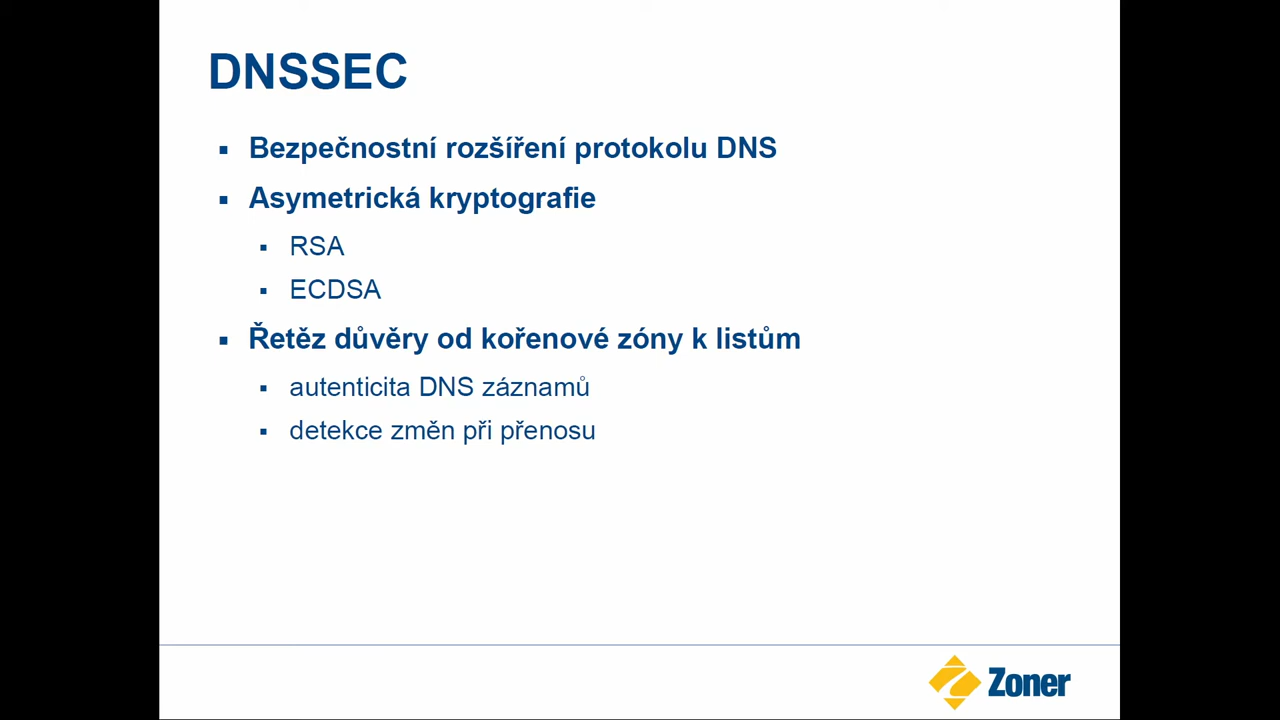 DNSSEC
Bezpečnostní rozšíření protokolu DNS
Asymetrická kryptografie
RSA
ECDSA
Řetěz důvěry od kořenové zóny k listům
autenticita DNS záznamů
detekce změn při přenosu
Zoner